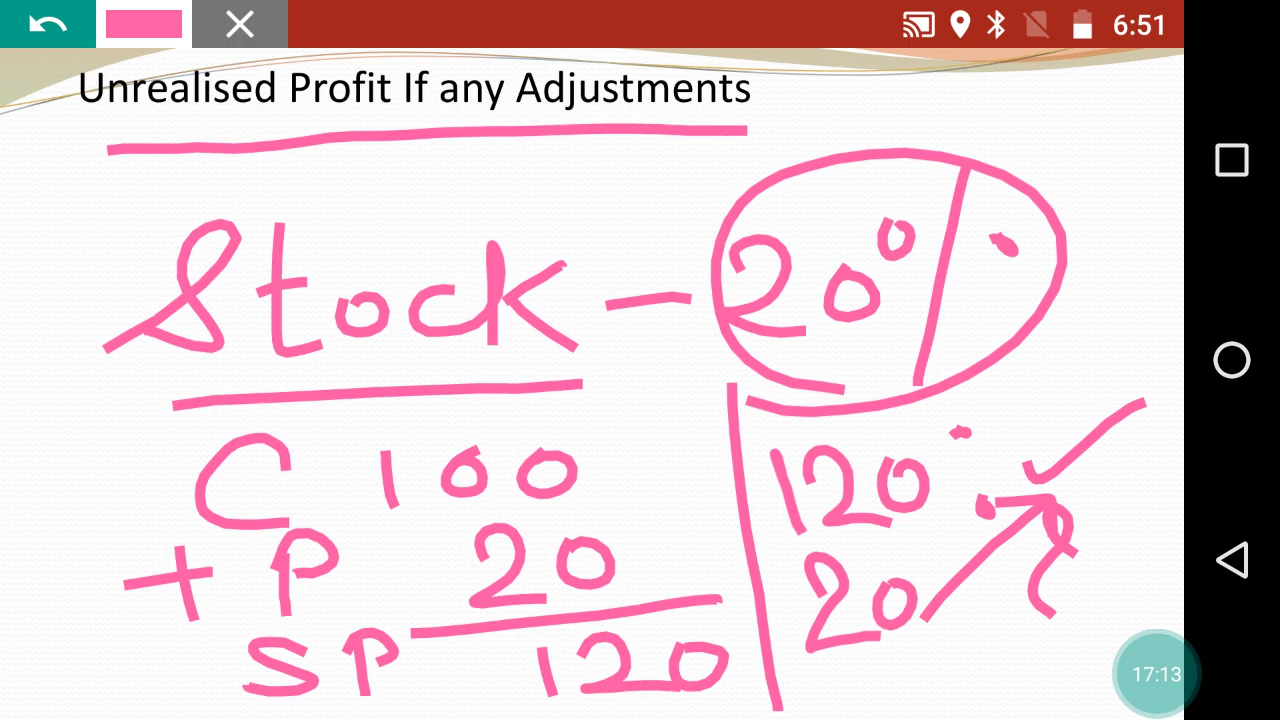 6:51
Unrealised Profit If any Adjustments
Stock - 20%
C 100
+ P 20
SP 120
120
20
17:13